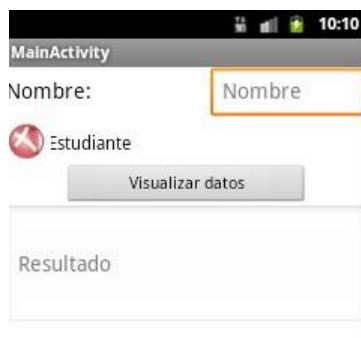 10:10
MainActivity
Nombre: Nombre
Estudiante
Visualizar datos
Resultado